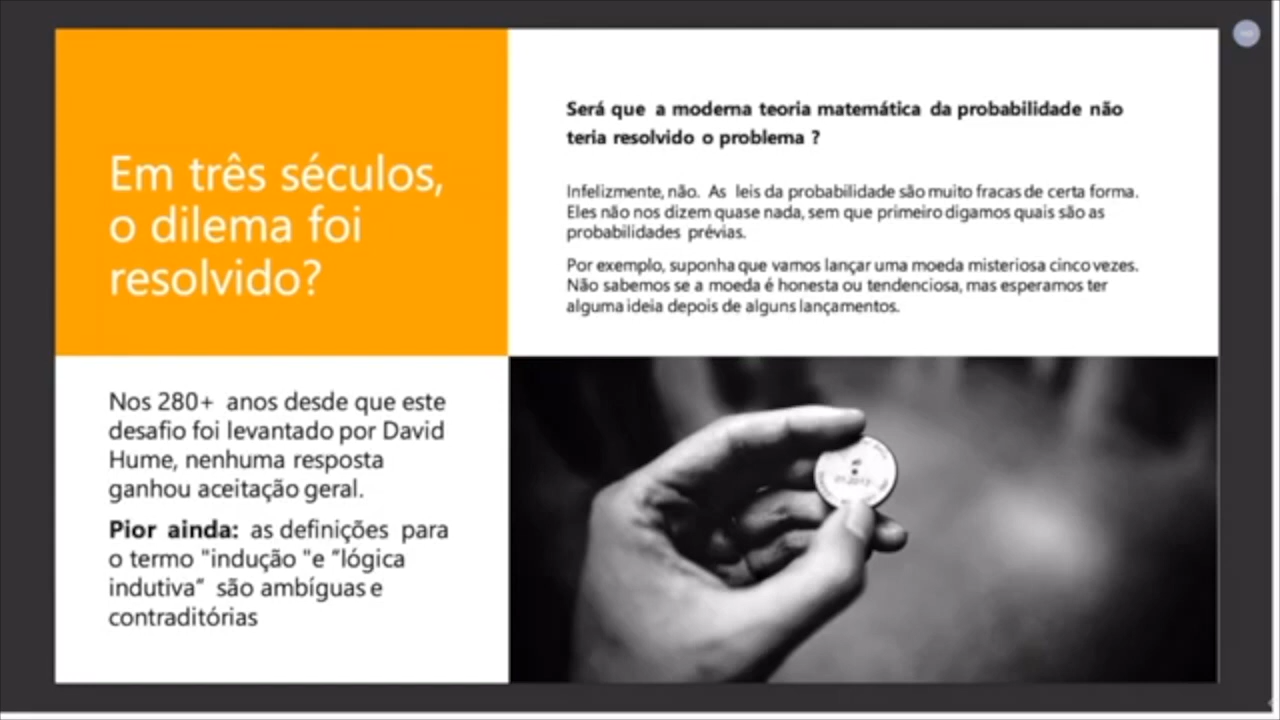 Em três séculos,
o dilema foi
resolvido?
Nos 280+ anos desde que este
desafio foi levantado por David
Hume, nenhuma resposta
ganhou aceitação geral.
Pior ainda: as definições para
o termo "indução "e "lógica
indutiva" são ambíguas e
contraditórias
Será que a moderna teoria matemática da probabilidade não
teria resolvido o problema ?
Infelizmente, não. As leis da probabilidade são muito fracas de certa forma.
Eles não nos dizem quase nada, sem que primeiro digamos quais são as
probabilidades prévias.
Por exemplo, suponha que vamos lançar uma moeda misteriosa cinco vezes.
Não sabemos se a moeda é honesta ou tendenciosa, mas esperamos ter
alguma ideia depois de alguns lançamentos.